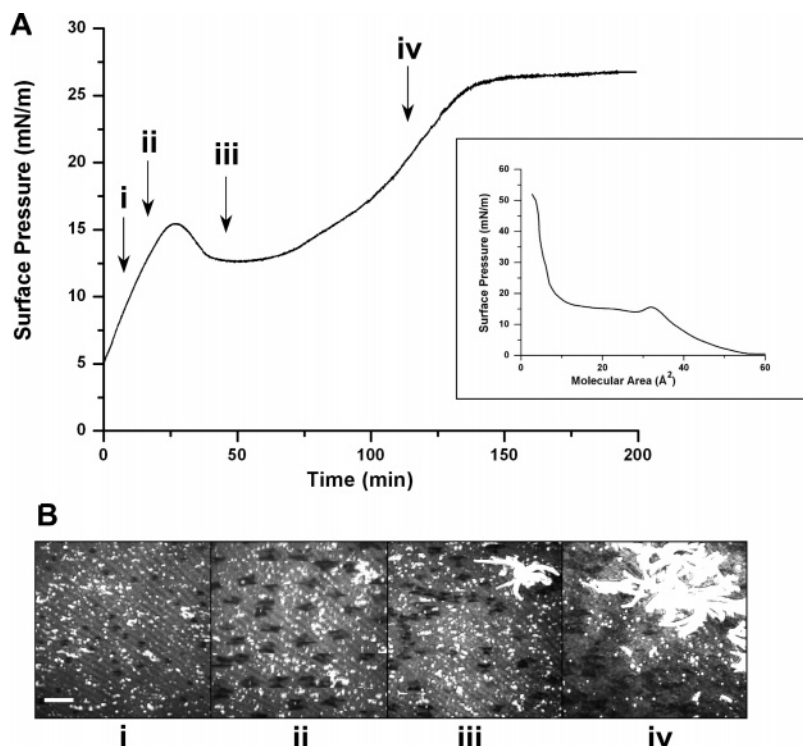 A
Surface Pressure (mN/m)
30
25
20
15
10
5
0
0
50
100
150
200
Time (min)
i
ii
iii
iv
Surface Pressure (mN/m)
60
50
40
30
20
10
0
0
20
40
60
Molecular Area (Å²)
B
i
ii
iii
iv